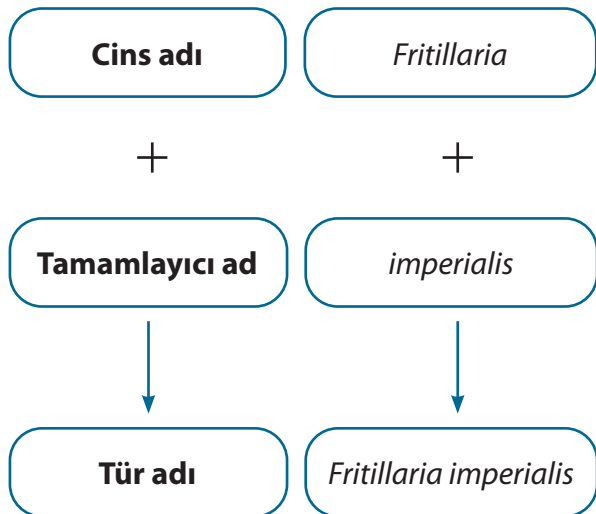 Cins adı
Fritillaria
+
+
Tamamlayıcı ad
imperialis
Tür adı
Fritillaria imperialis